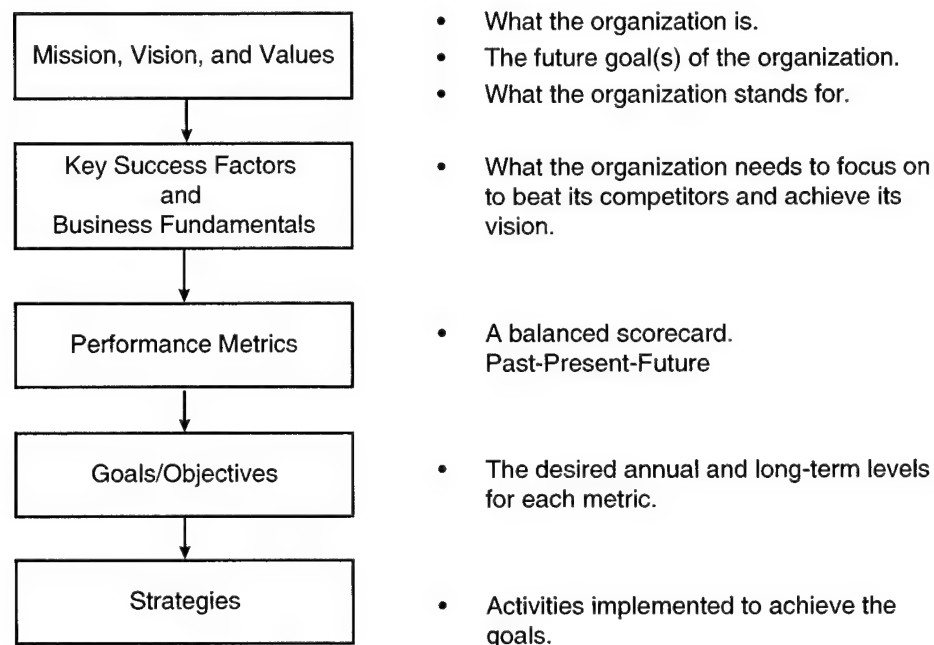 Mission, Vision, and Values
• What the organization is.
• The future goal(s) of the organization.
• What the organization stands for.
Key Success Factors
and
Business Fundamentals
• What the organization needs to focus on
to beat its competitors and achieve its
vision.
Performance Metrics
• A balanced scorecard.
Past-Present-Future
Goals/Objectives
• The desired annual and long-term levels
for each metric.
Strategies
• Activities implemented to achieve the
goals.